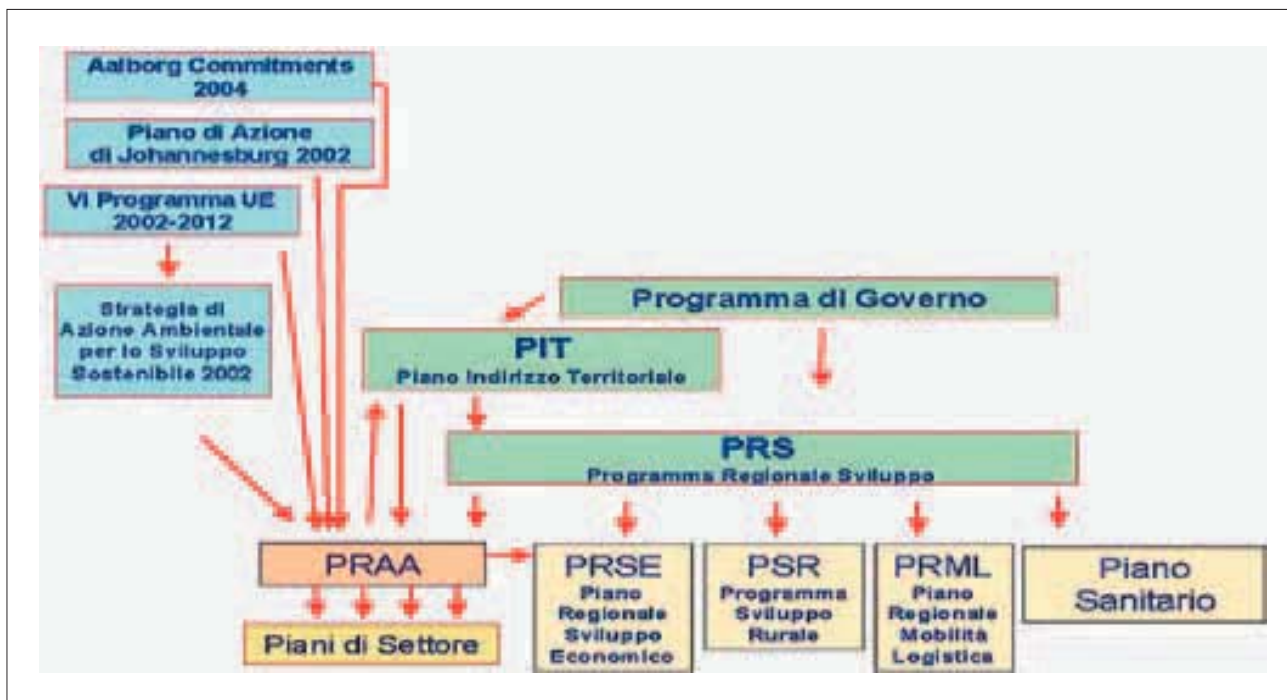 Aalborg Commitments
2004
Piano di Azione
di Johannesburg 2002
VI Programma UE
2002-2012
Strategia di
Azione Ambientale
per lo Sviluppo
Sostenibile 2002
Programma di Governo
PIT
Piano Indirizzo Territoriale
PRS
Programma Regionale Sviluppo
PRAA
Piani di Settore
PRSE
Piano
Regionale
Sviluppo
Economico
PSR
Programma
Sviluppo
Rurale
PRML
Piano
Regionale
Mobilità
Logistica
Piano
Sanitario